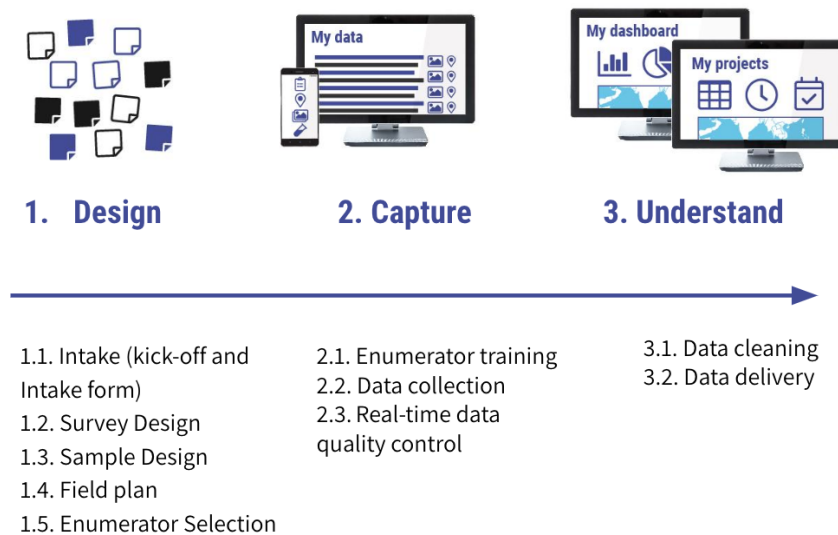 My data
My dashboard
My projects
1. Design
2. Capture
3. Understand
1.1. Intake (kick-off and
Intake form)
1.2. Survey Design
1.3. Sample Design
1.4. Field plan
1.5. Enumerator Selection
2.1. Enumerator training
2.2. Data collection
2.3. Real-time data
quality control
3.1. Data cleaning
3.2. Data delivery